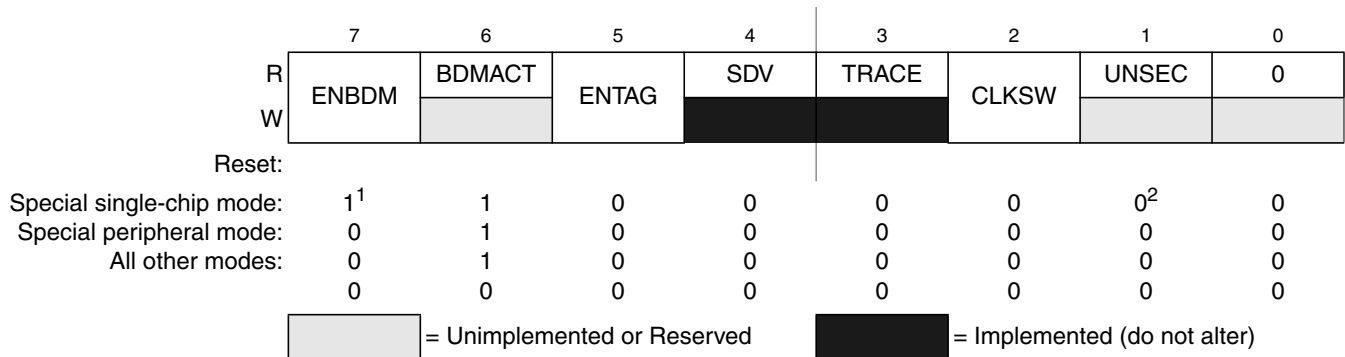 7 6 5 4 3 2 1 0
R ENBDM BDMACT ENTAG SDV TRACE CLKSW UNSEC 0
W
Reset:
Special single-chip mode: 1¹ 1 0 0 0 0 0² 0
Special peripheral mode: 0 1 0 0 0 0 0 0
All other modes: 0 1 0 0 0 0 0 0
0 0 0 0 0 0 0 0
= Unimplemented or Reserved = Implemented (do not alter)